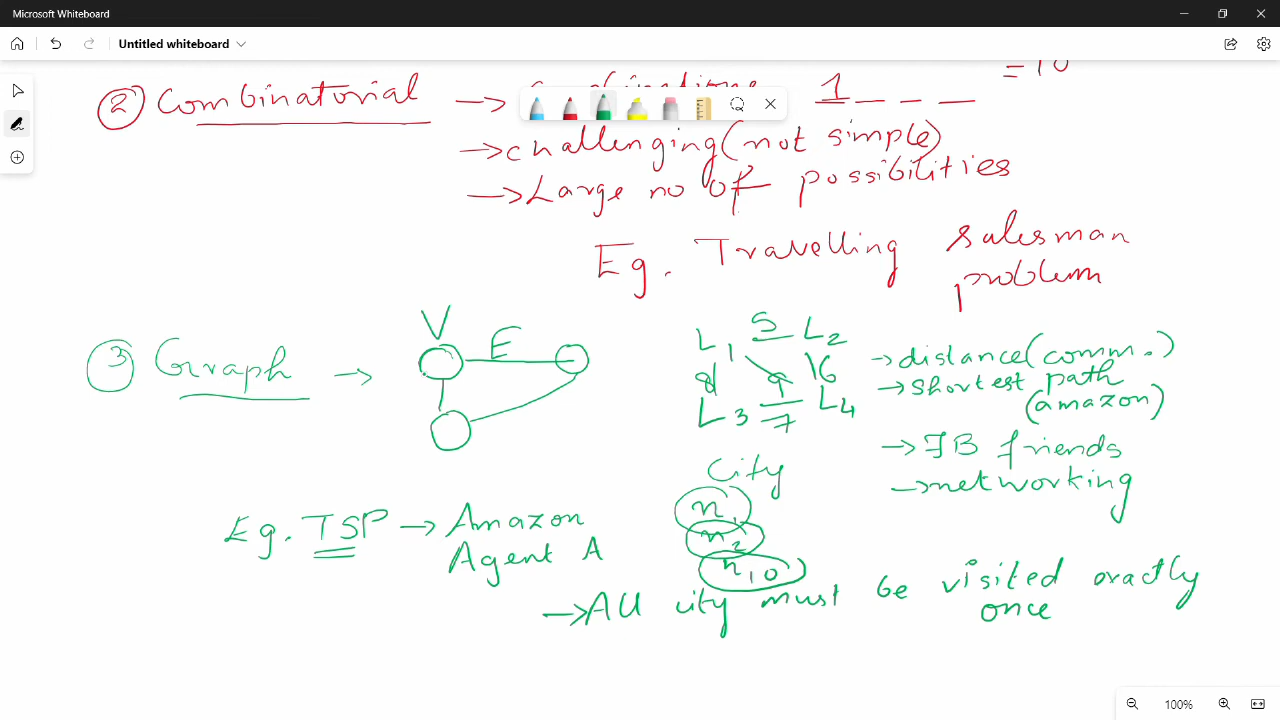 Microsoft Whiteboard
Untitled whiteboard
= 10
② Combinatorial → 1 _ _ _
→ challenging (not simple)
→ Large no of possibilities
Eg. Travelling salesman
problem
③ Graph →
V
E
L1 5 L2
8 9 16
L3 7 L4
→ distance (comm.)
→ shortest path
(amazon)
→ FB friends
→ networking
City
n1
n2
n10
Eg. TSP → Amazon
Agent A
→ All city must be visited exactly
once
100%